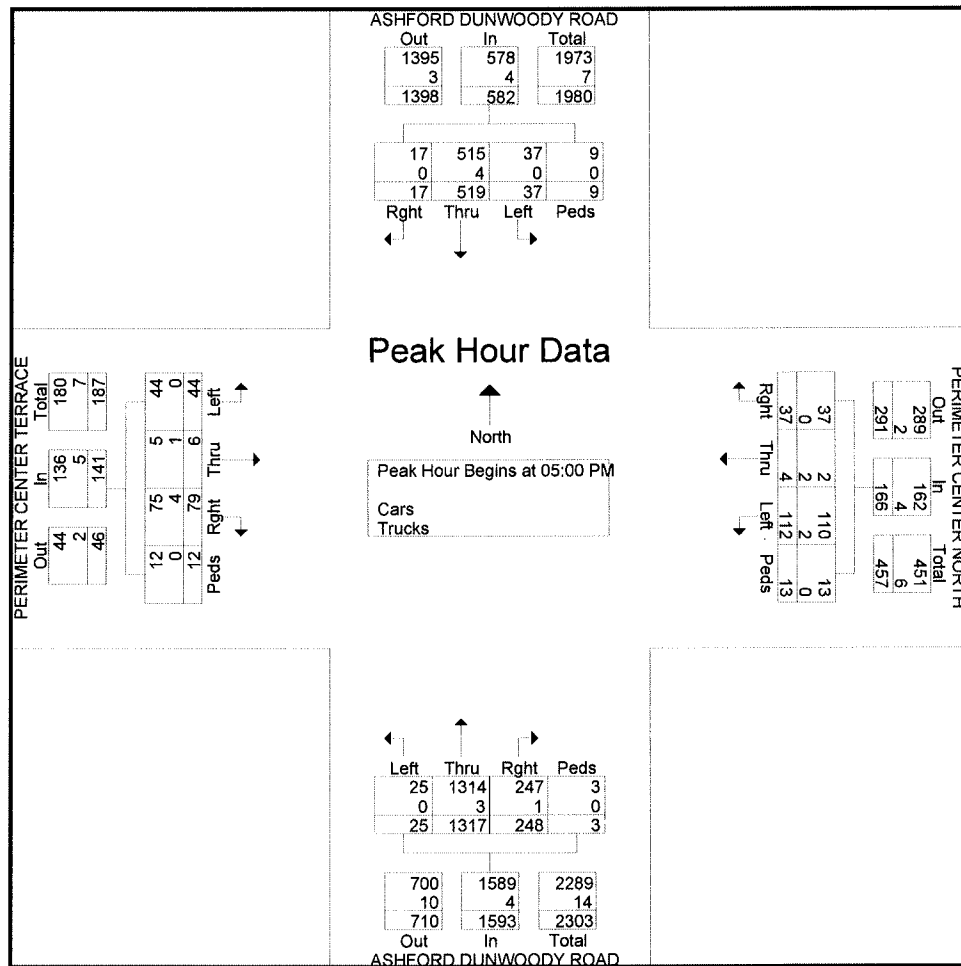 ASHFORD DUNWOODY ROAD
Out In Total
1395 578 1973
3 4 7
1398 582 1980
17 515 37 9
0 4 0 0
17 519 37 9
Rght Thru Left Peds
Peak Hour Data
North
Peak Hour Begins at 05:00 PM
Cars
Trucks
PERIMETER CENTER TERRACE
Out In Total
44 136 180
2 5 7
46 141 187
12 75 5 44
0 4 1 0
12 79 6 44
Peds Rght Thru Left
PERIMETER CENTER NORTH
Out In Total
289 162 451
2 4 6
291 166 457
37 2 110 13
0 2 2 0
37 4 112 13
Rght Thru Left Peds
Left Thru Rght Peds
25 1314 247 3
0 3 1 0
25 1317 248 3
700 1589 2289
10 4 14
710 1593 2303
Out In Total
ASHFORD DUNWOODY ROAD